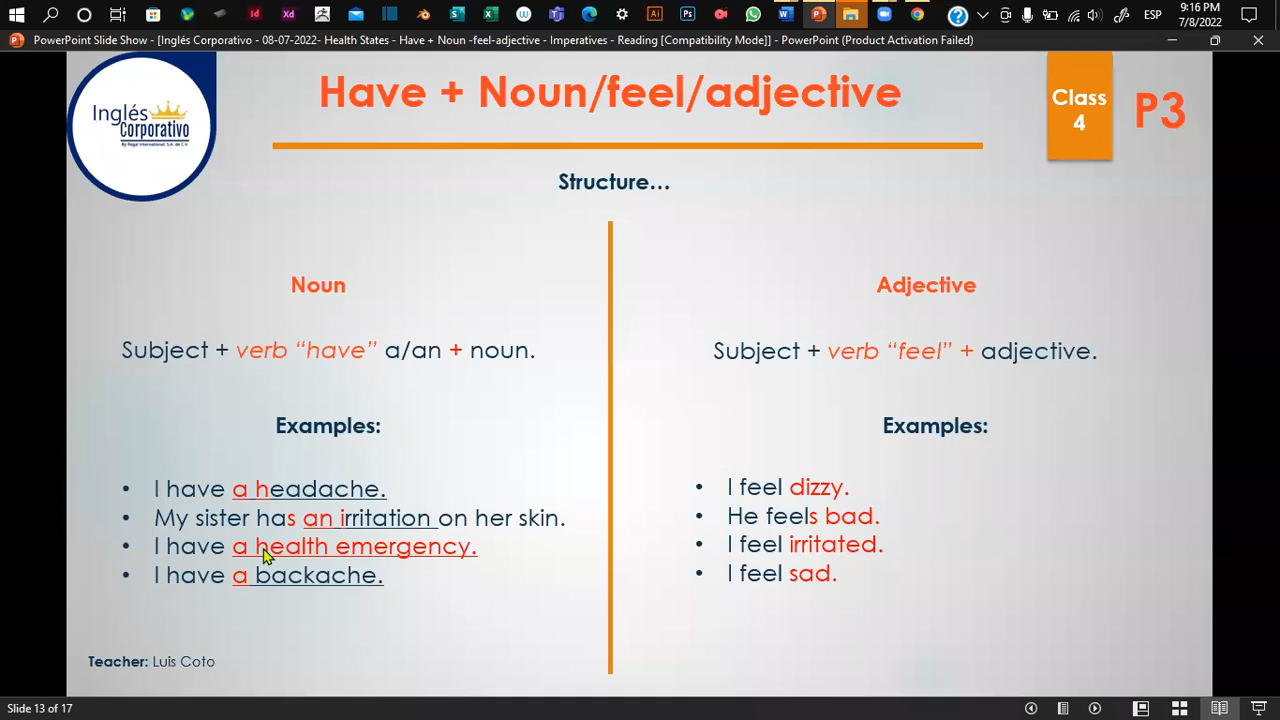 9:16 PM
ESP
7/8/2022
PowerPoint Slide Show - [Inglés Corporativo - 08-07-2022- Health States - Have + Noun -feel-adjective - Imperatives - Reading [Compatibility Mode]] - PowerPoint (Product Activation Failed)
Inglés
Corporativo
By Regal International, S.A. de C.V.
Have + Noun/feel/adjective
Class
4
P3
Structure…
Noun
Subject + verb “have” a/an + noun.
Examples:
• I have a headache.
• My sister has an irritation on her skin.
• I have a health emergency.
• I have a backache.
Adjective
Subject + verb “feel” + adjective.
Examples:
• I feel dizzy.
• He feels bad.
• I feel irritated.
• I feel sad.
Teacher: Luis Coto
Slide 13 of 17